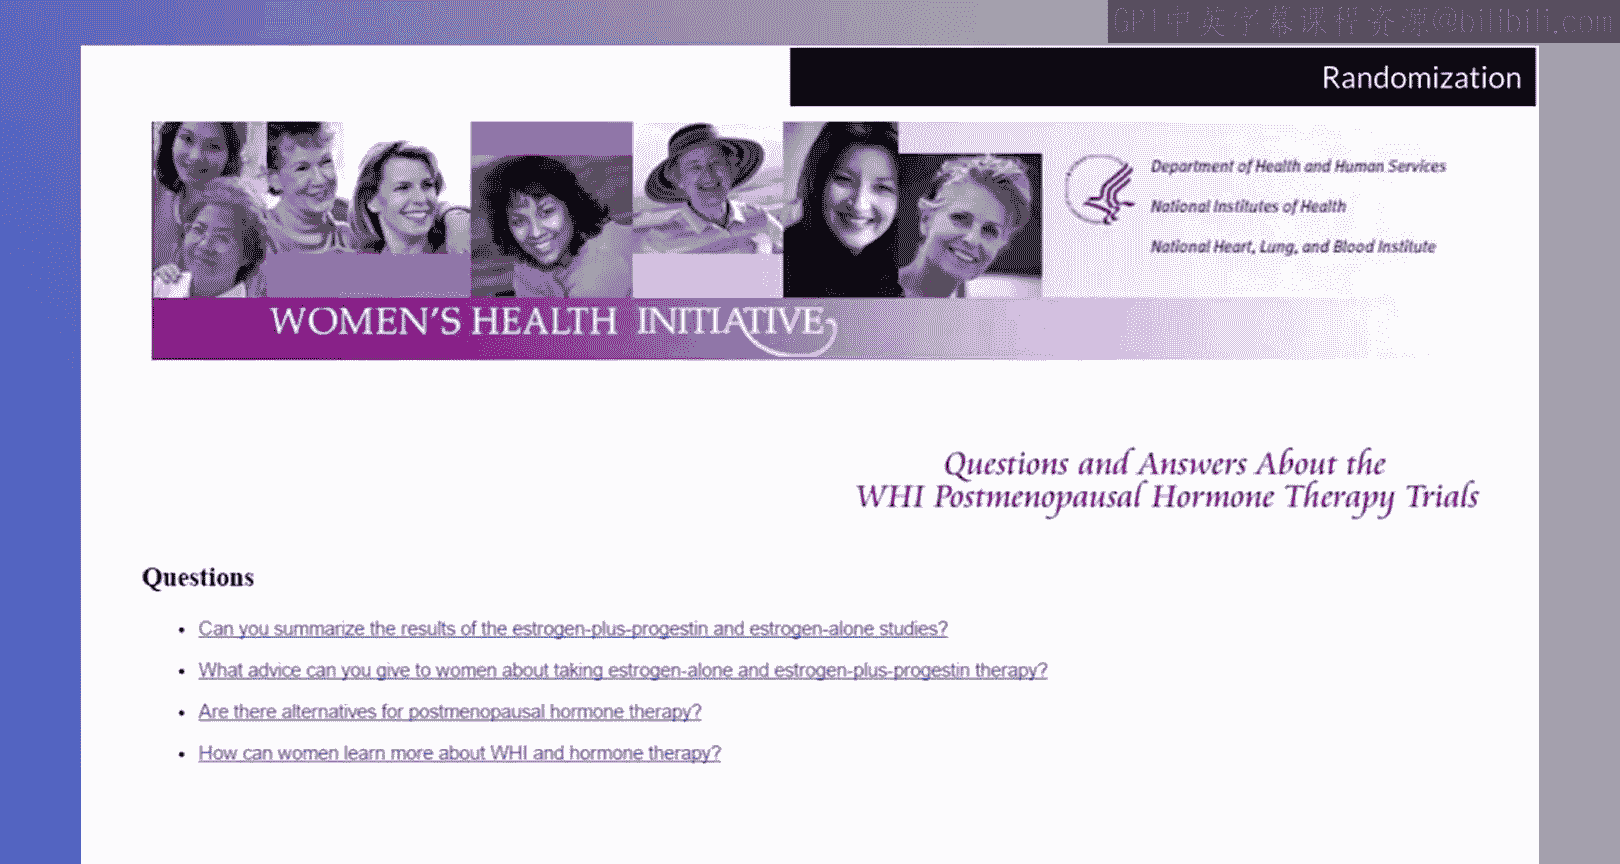 GPT中英字幕课程资源@bilibili.com
Randomization
Department of Health and Human Services
National Institutes of Health
National Heart, Lung, and Blood Institute
WOMEN'S HEALTH INITIATIVE
Questions and Answers About the
WHI Postmenopausal Hormone Therapy Trials
Questions
• Can you summarize the results of the estrogen-plus-progestin and estrogen-alone studies?
• What advice can you give to women about taking estrogen-alone and estrogen-plus-progestin therapy?
• Are there alternatives for postmenopausal hormone therapy?
• How can women learn more about WHI and hormone therapy?